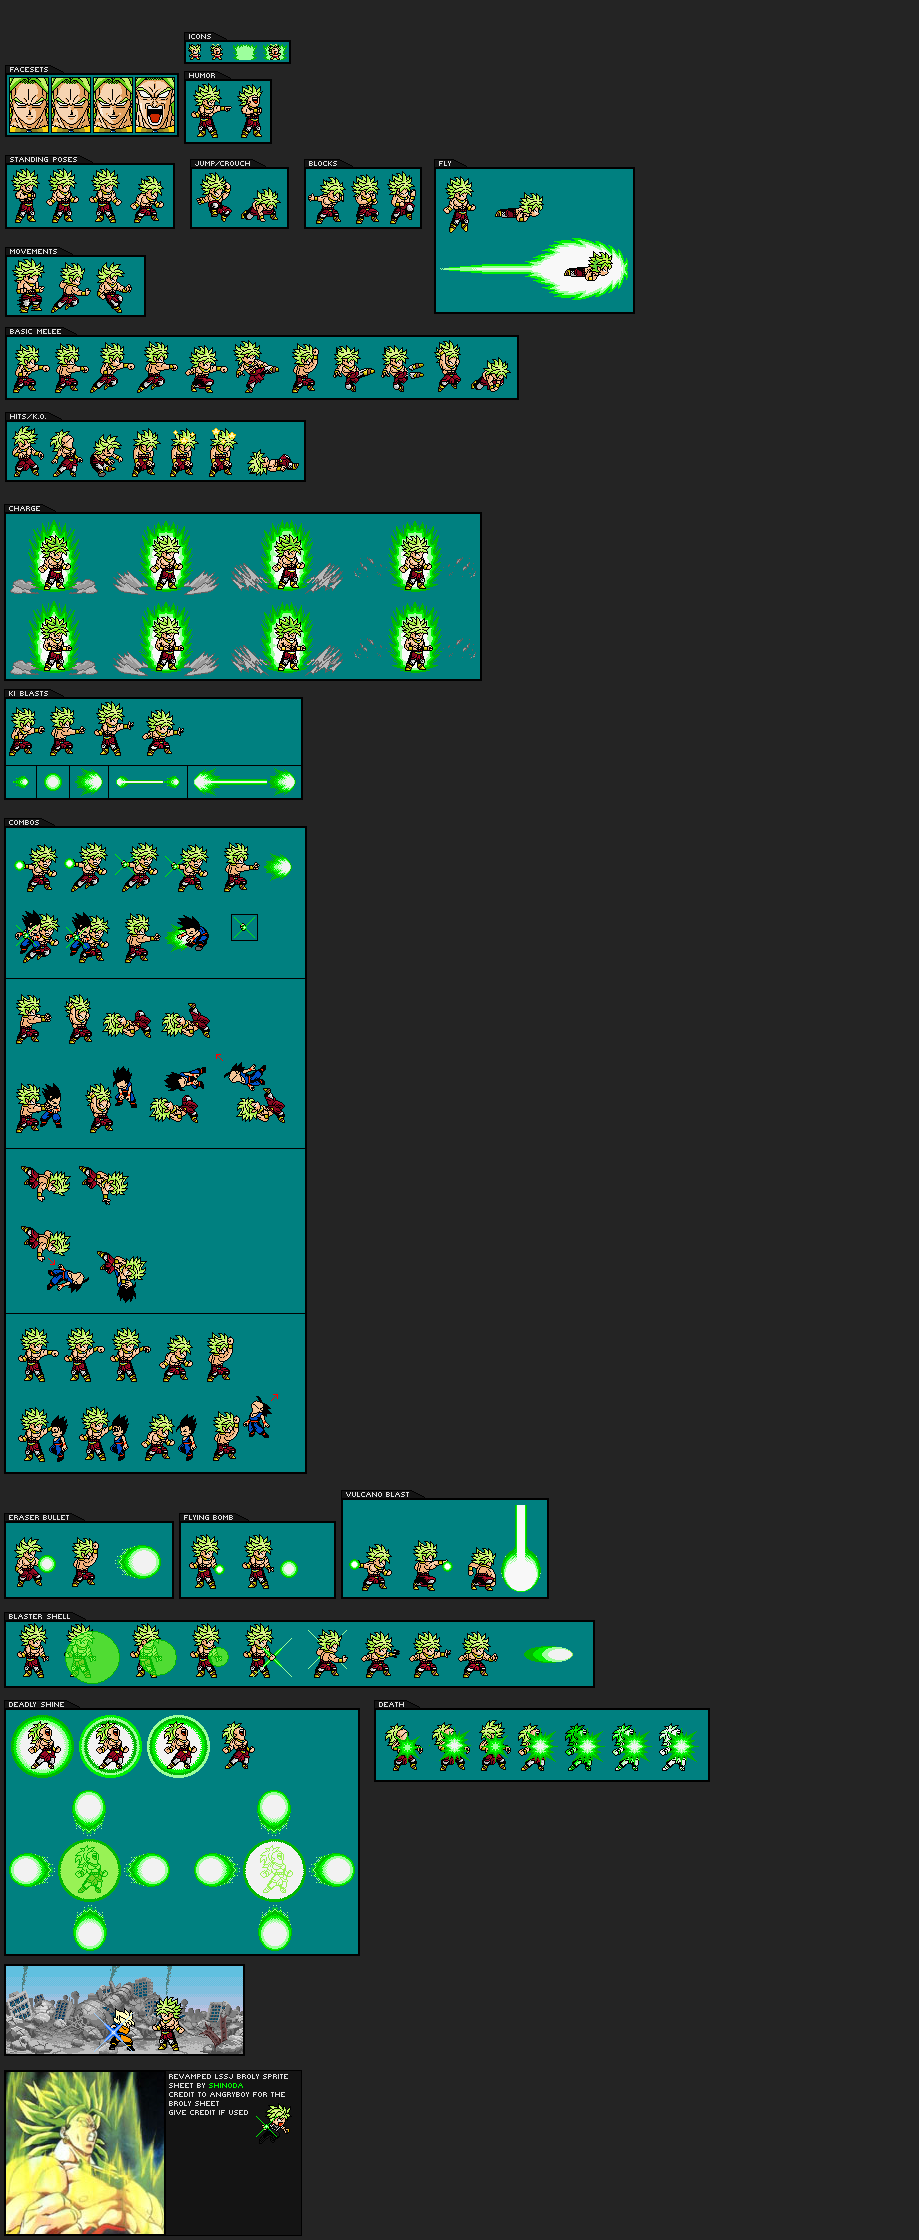 ICONS
FACESETS
HUMOR
STANDING POSES
JUMP/CROUCH
BLOCKS
FLY
MOVEMENTS
BASIC MELEE
HITS/K.O.
CHARGE
KI BLASTS
COMBOS
ERASER BULLET
FLYING BOMB
VULCANO BLAST
BLASTER SHELL
DEADLY SHINE
DEATH
REVAMPED LSSJ BROLY SPRITE
SHEET BY SHINODA
CREDIT TO ANGRYBOY FOR THE
BROLY SHEET
GIVE CREDIT IF USED